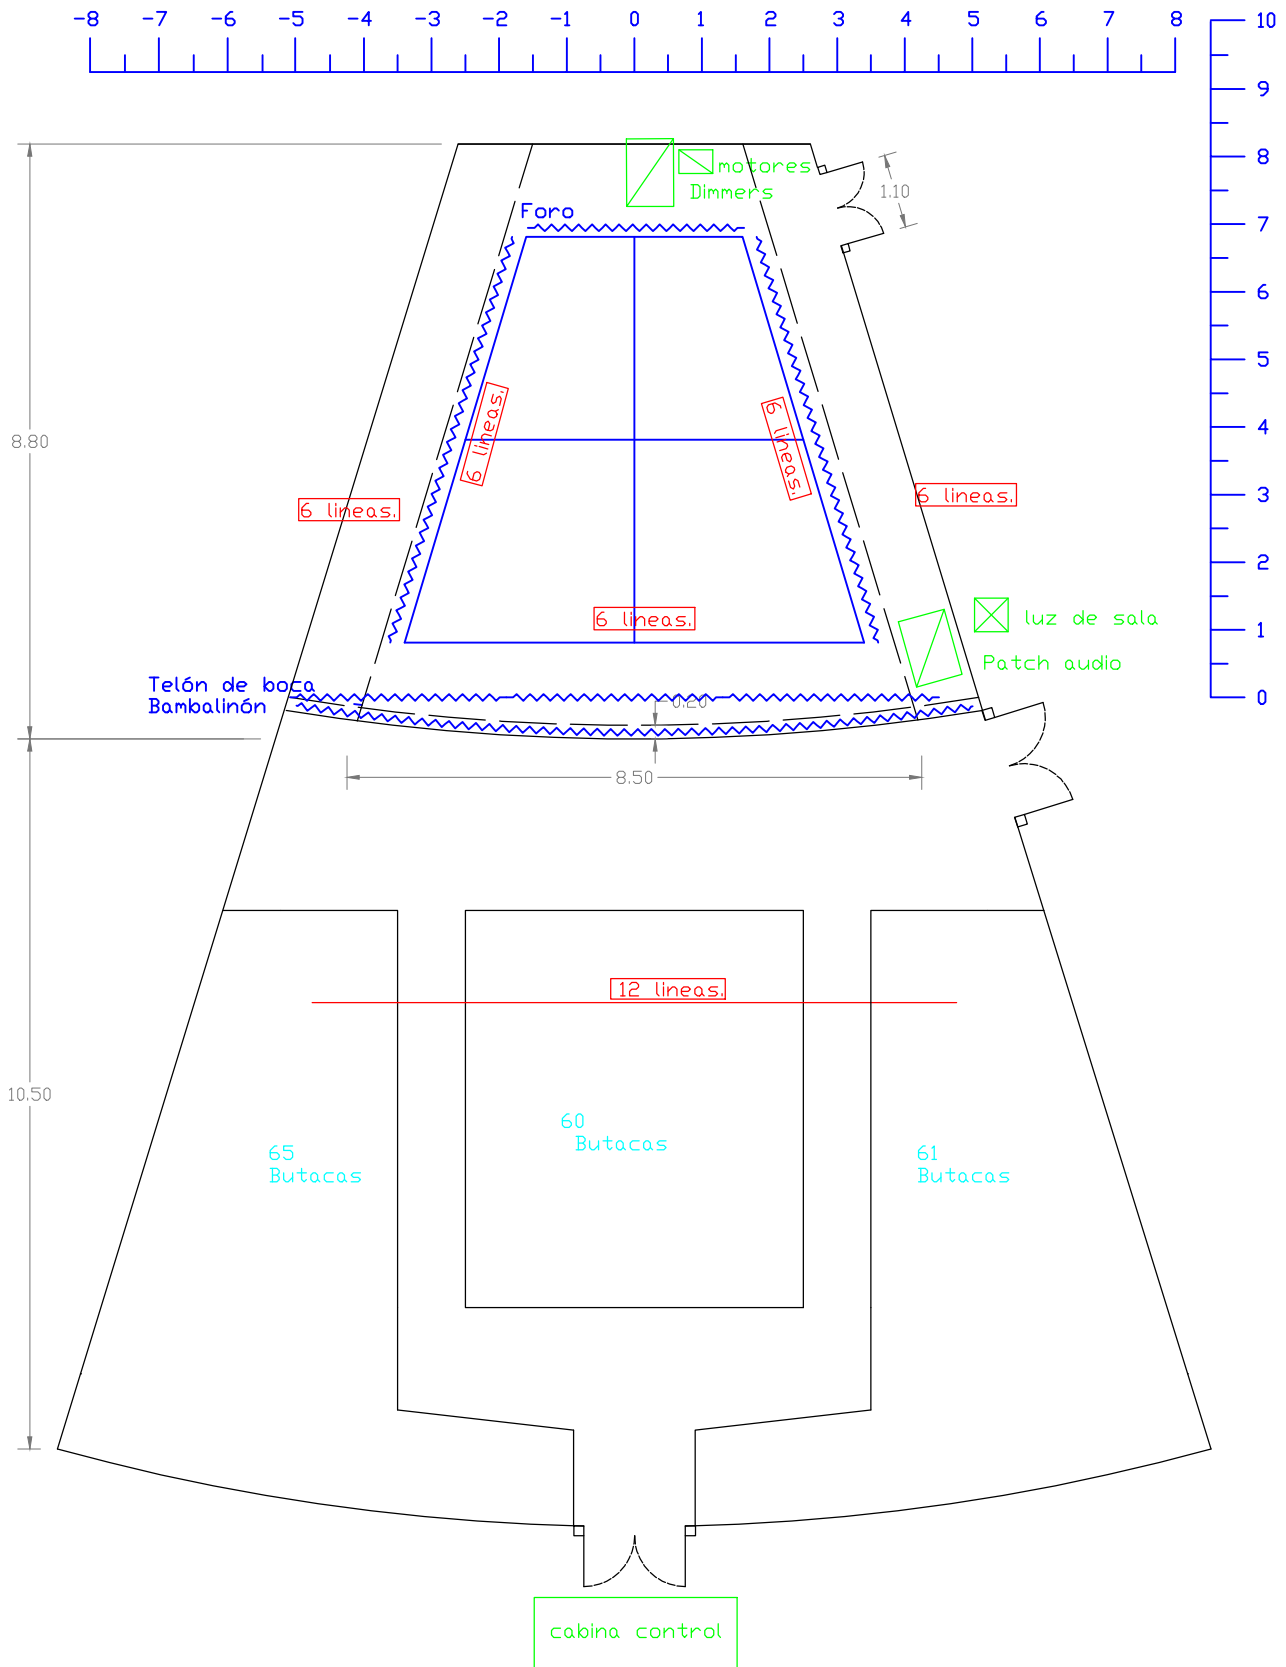 -8 -7 -6 -5 -4 -3 -2 -1 0 1 2 3 4 5 6 7 8
10
9
8
7
6
5
4
3
2
1
0
motores
Dimmers
1.10
Foro
8.80
6 lineas.
6 lineas.
6 lineas.
6 lineas.
6 lineas.
luz de sala
Patch audio
Telón de boca
Bambalinón
0.20
8.50
12 lineas.
10.50
60
Butacas
65
Butacas
61
Butacas
cabina control